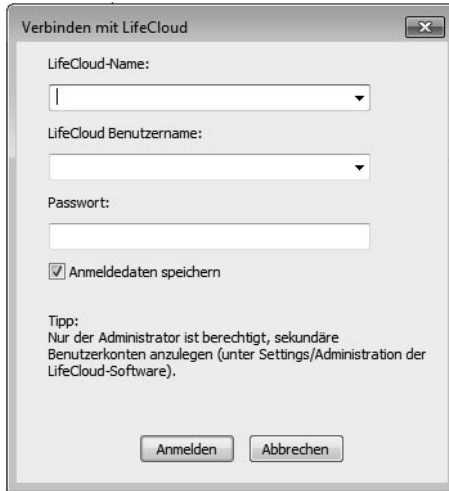 Verbinden mit LifeCloud
LifeCloud-Name:
LifeCloud Benutzername:
Passwort:
Anmeldedaten speichern
Tipp:
Nur der Administrator ist berechtigt, sekundäre
Benutzerkonten anzulegen (unter Settings/Administration der
LifeCloud-Software).
Anmelden
Abbrechen